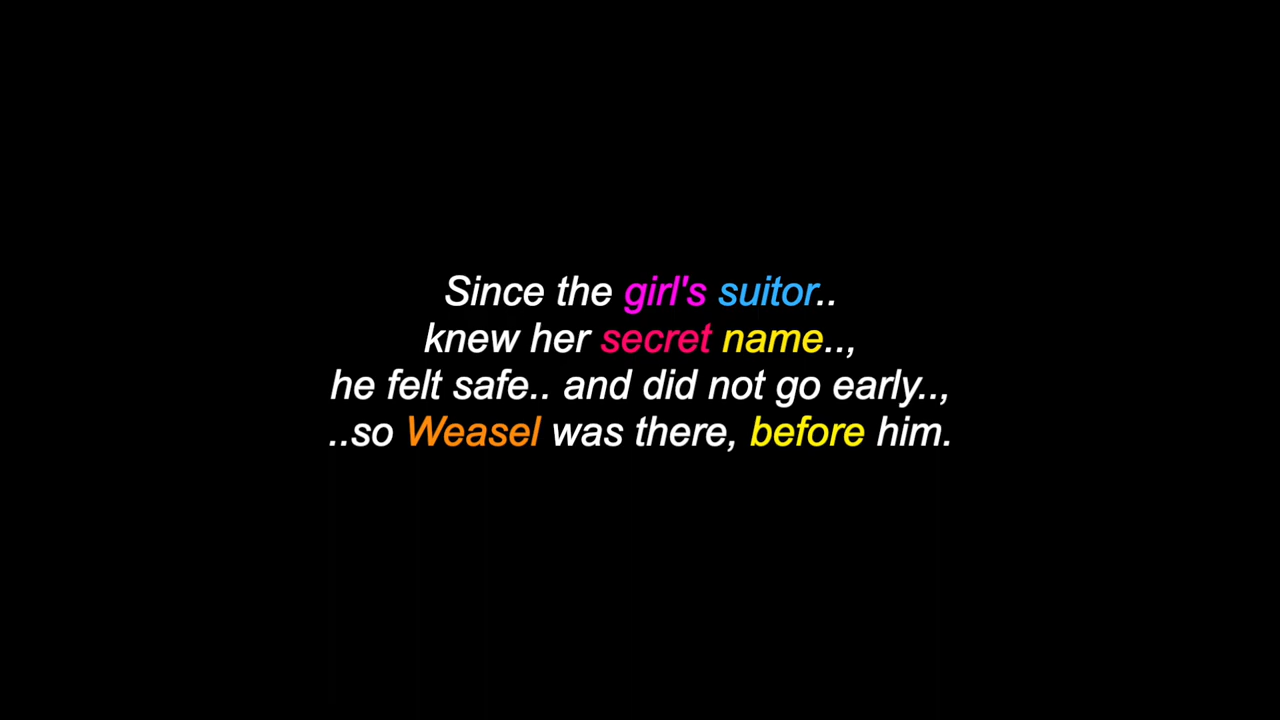 Since the girl's suitor..
knew her secret name..,
he felt safe.. and did not go early..,
..so Weasel was there, before him.